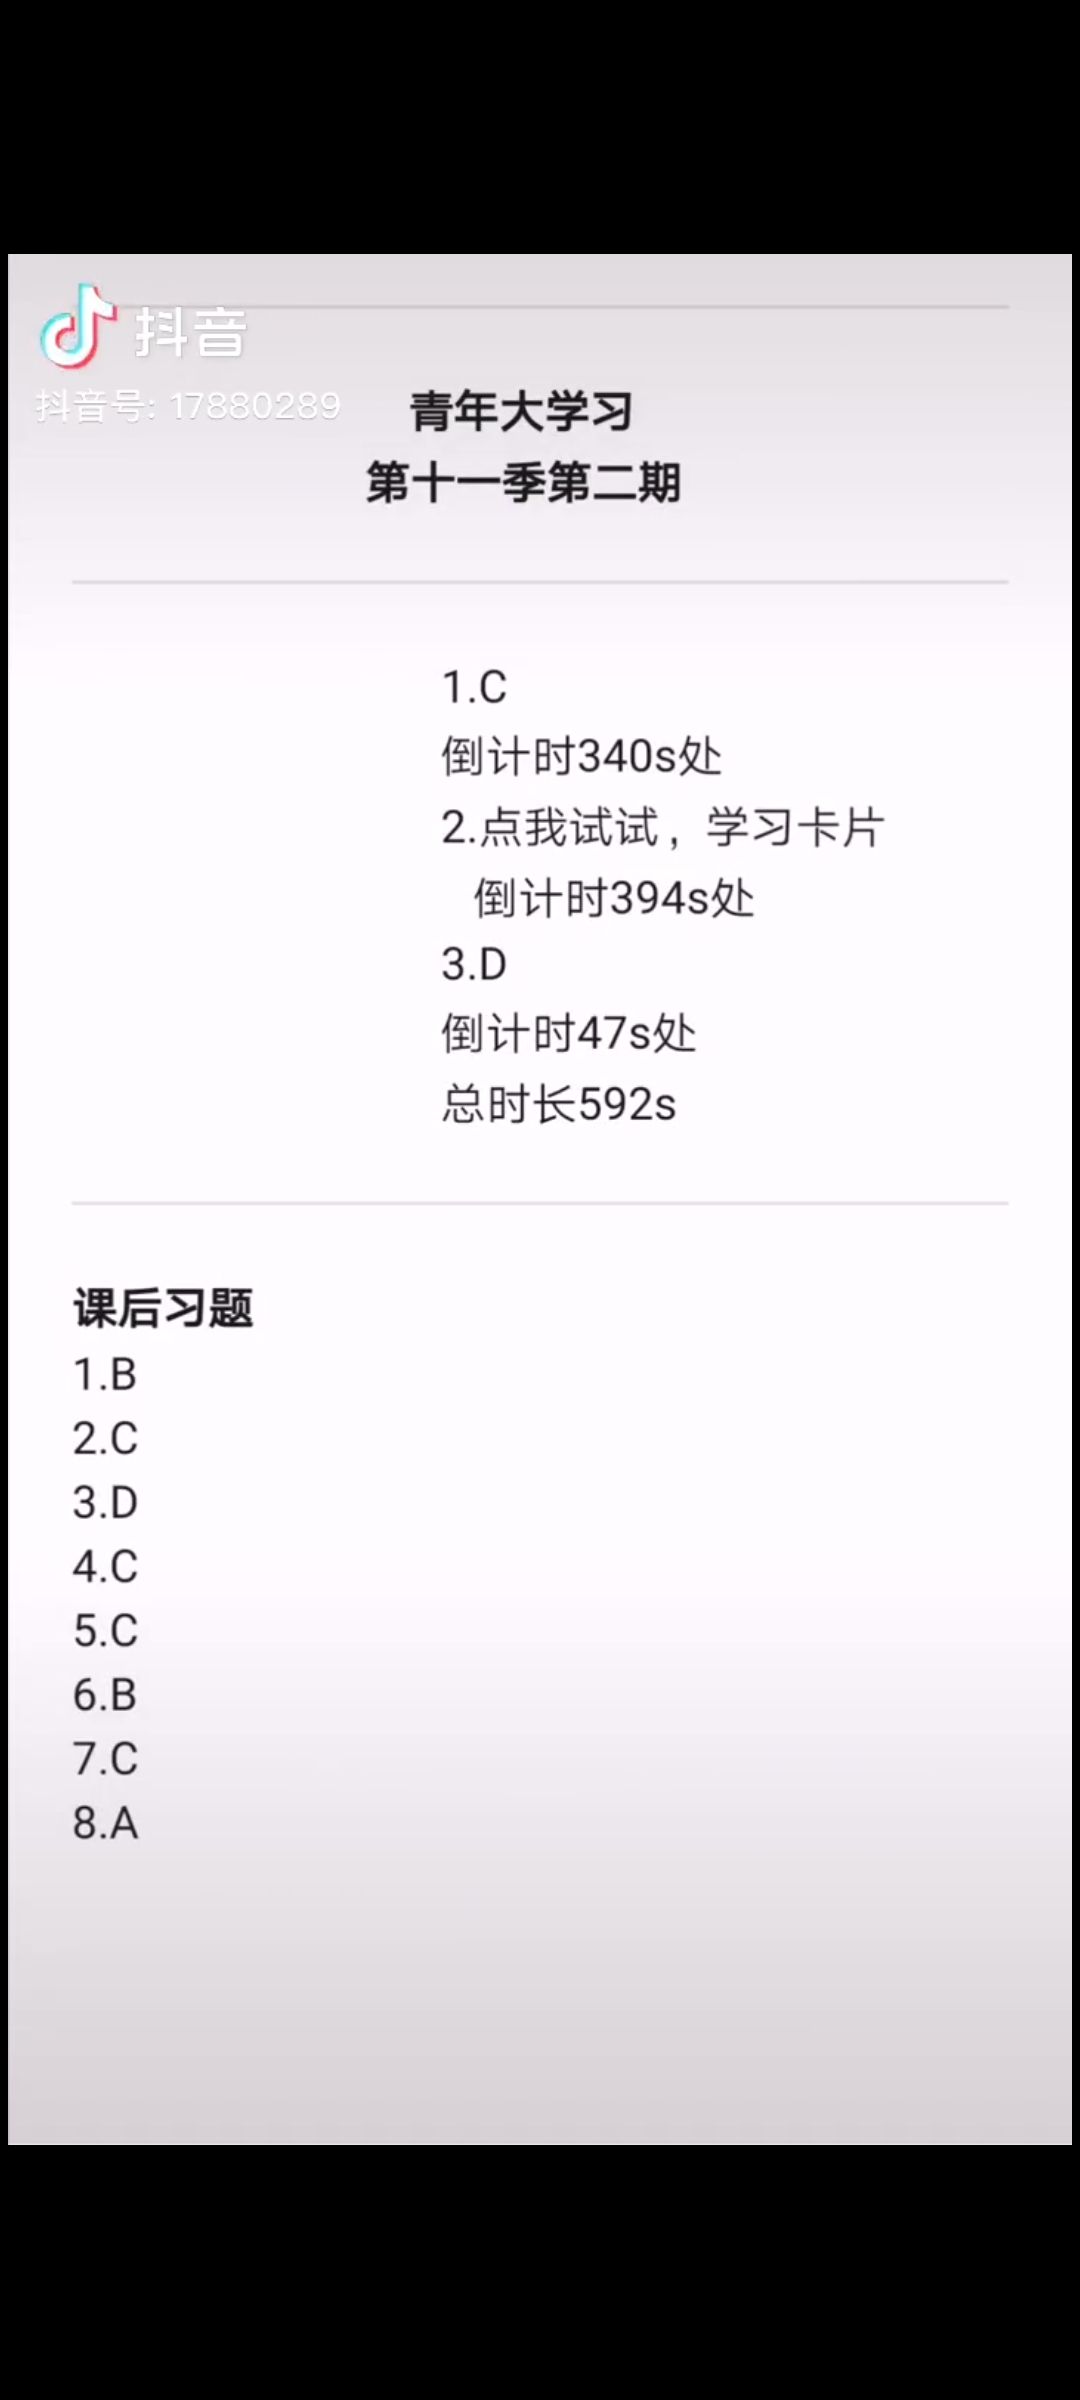 抖音
抖音号: 17880289
青年大学习
第十一季第二期
1.C
倒计时340s处
2.点我试试，学习卡片
倒计时394s处
3.D
倒计时47s处
总时长592s
课后习题
1.B
2.C
3.D
4.C
5.C
6.B
7.C
8.A